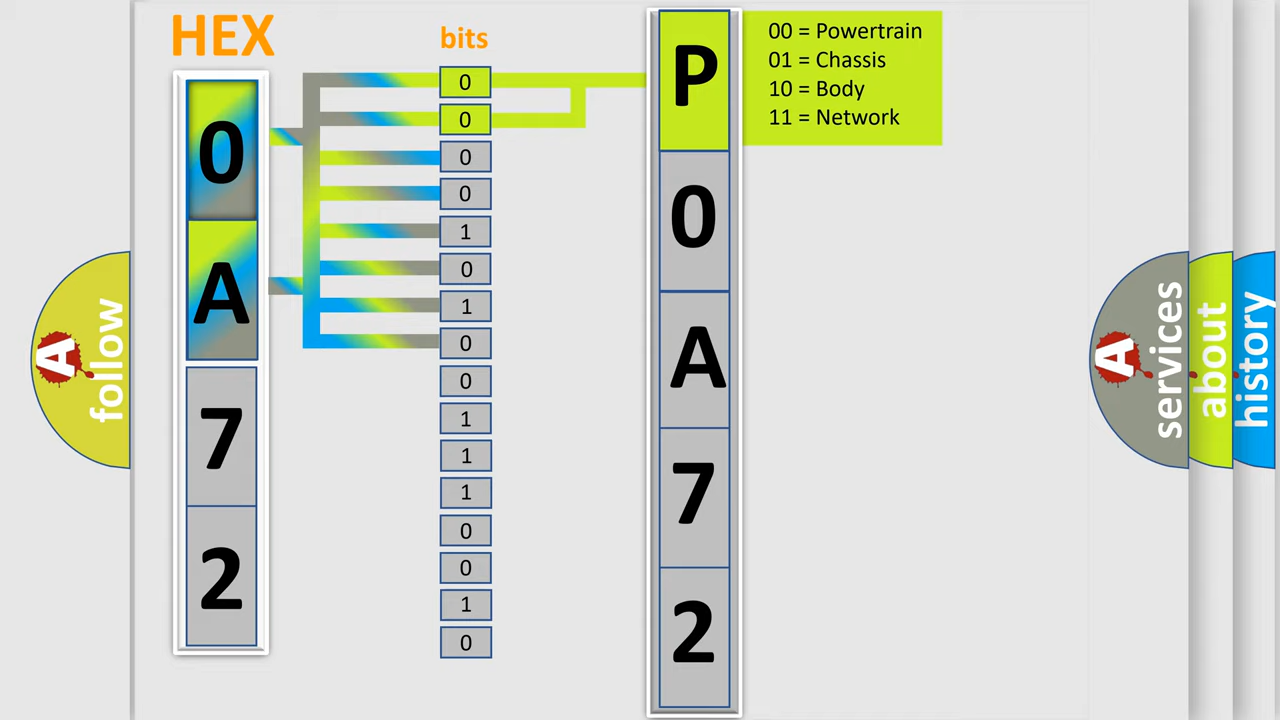 HEX
bits
0
A
7
2
0
0
0
0
1
0
1
0
0
1
1
1
0
0
1
0
P
0
A
7
2
00 = Powertrain
01 = Chassis
10 = Body
11 = Network
A
follow
A
services
about
history